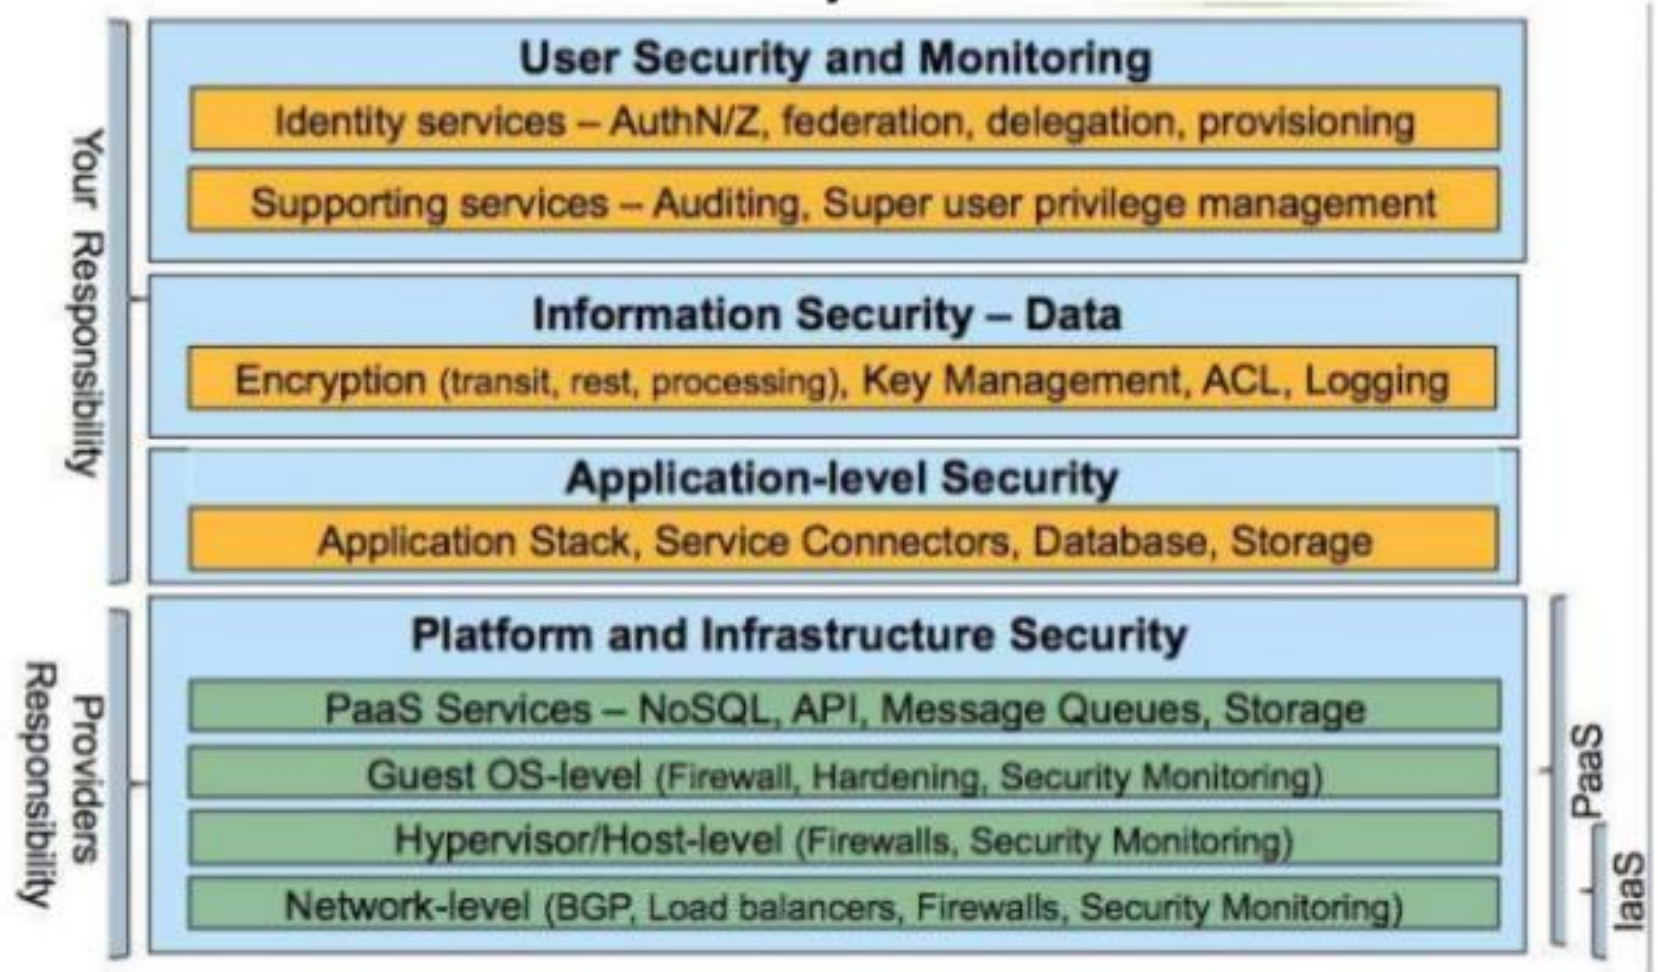 User Security and Monitoring
Identity services – AuthN/Z, federation, delegation, provisioning
Supporting services – Auditing, Super user privilege management
Your Responsibility
Information Security – Data
Encryption (transit, rest, processing), Key Management, ACL, Logging
Application-level Security
Application Stack, Service Connectors, Database, Storage
Platform and Infrastructure Security
PaaS Services – NoSQL, API, Message Queues, Storage
Guest OS-level (Firewall, Hardening, Security Monitoring)
Hypervisor/Host-level (Firewalls, Security Monitoring)
Network-level (BGP, Load balancers, Firewalls, Security Monitoring)
Providers
Responsibility
PaaS
IaaS